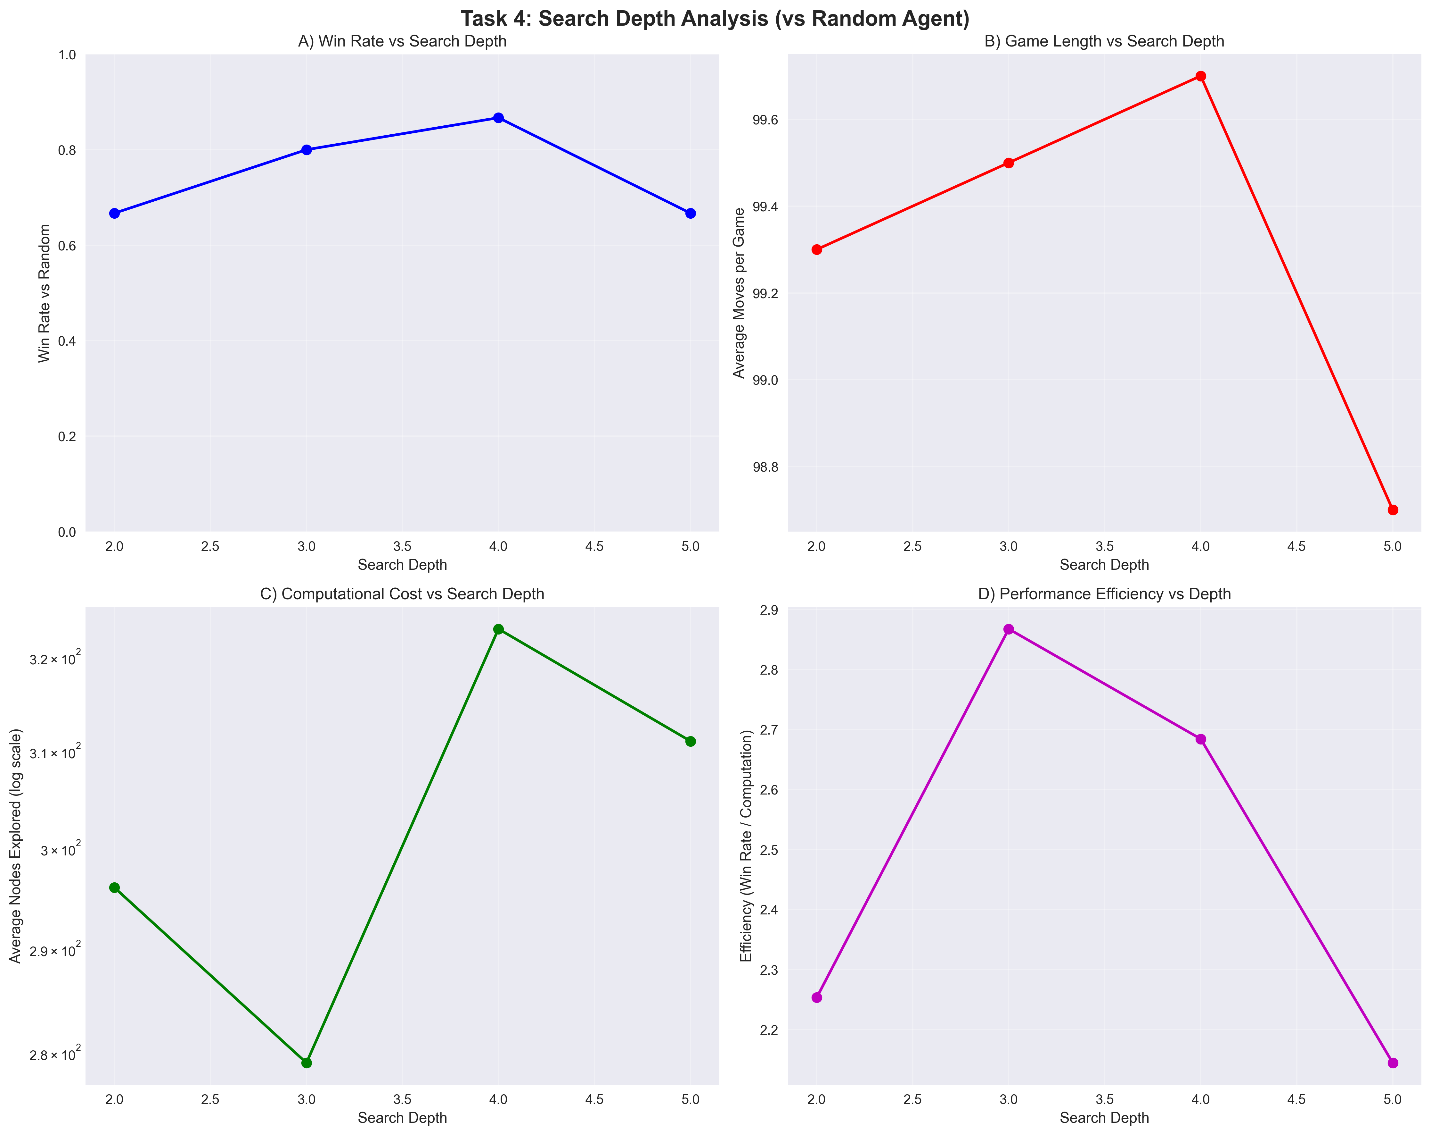 Task 4: Search Depth Analysis (vs Random Agent)
A) Win Rate vs Search Depth
1.0
0.8
0.6
0.4
0.2
0.0
Win Rate vs Random
2.0 2.5 3.0 3.5 4.0 4.5 5.0
Search Depth
B) Game Length vs Search Depth
99.6
99.4
99.2
99.0
98.8
Average Moves per Game
2.0 2.5 3.0 3.5 4.0 4.5 5.0
Search Depth
C) Computational Cost vs Search Depth
3.2 × 10²
3.1 × 10²
3 × 10²
2.9 × 10²
2.8 × 10²
Average Nodes Explored (log scale)
2.0 2.5 3.0 3.5 4.0 4.5 5.0
Search Depth
D) Performance Efficiency vs Depth
2.9
2.8
2.7
2.6
2.5
2.4
2.3
2.2
Efficiency (Win Rate / Computation)
2.0 2.5 3.0 3.5 4.0 4.5 5.0
Search Depth